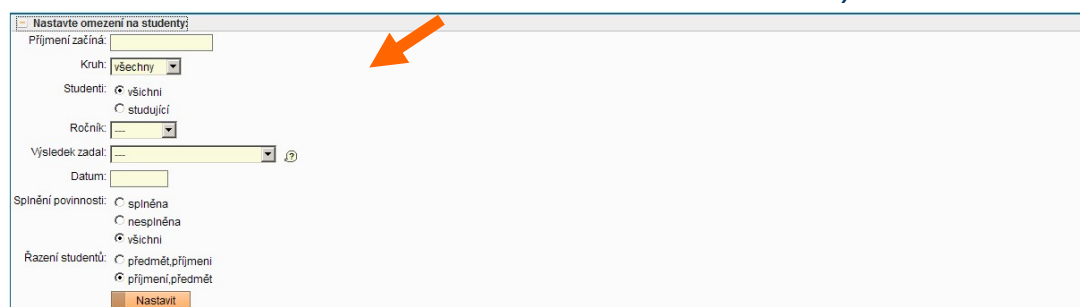 Nastavte omezení na studenty:
Příjmení začíná:
Kruh: všechny
Studenti: všichni
studující
Ročník: ---
Výsledek zadal: ---
Datum:
Splnění povinnosti: splněna
nesplněna
všichni
Řazení studentů: předmět,příjmeni
příjmení,předmět
Nastavit